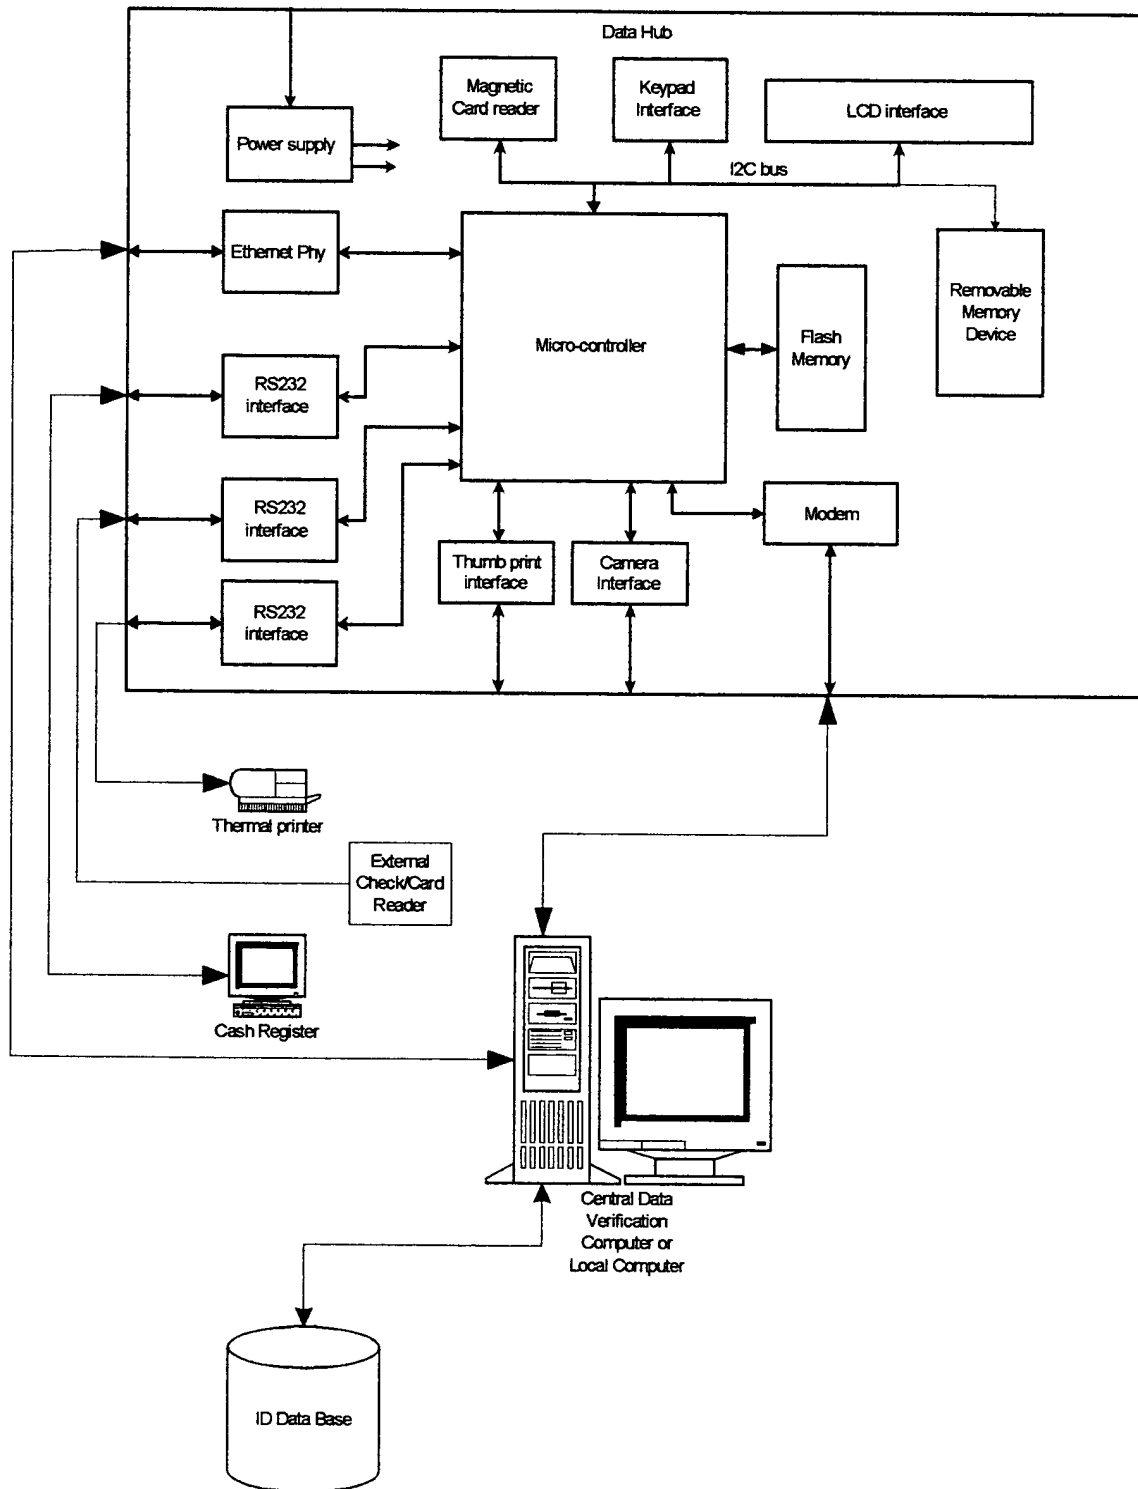 Data Hub
Magnetic
Card reader
Keypad
Interface
LCD interface
Power supply
I2C bus
Ethernet Phy
Removable
Memory
Device
Micro-controller
Flash
Memory
RS232
interface
RS232
interface
Modem
Thumb print
interface
Camera
Interface
RS232
interface
Thermal printer
External
Check/Card
Reader
Cash Register
Central Data
Verification
Computer or
Local Computer
ID Data Base